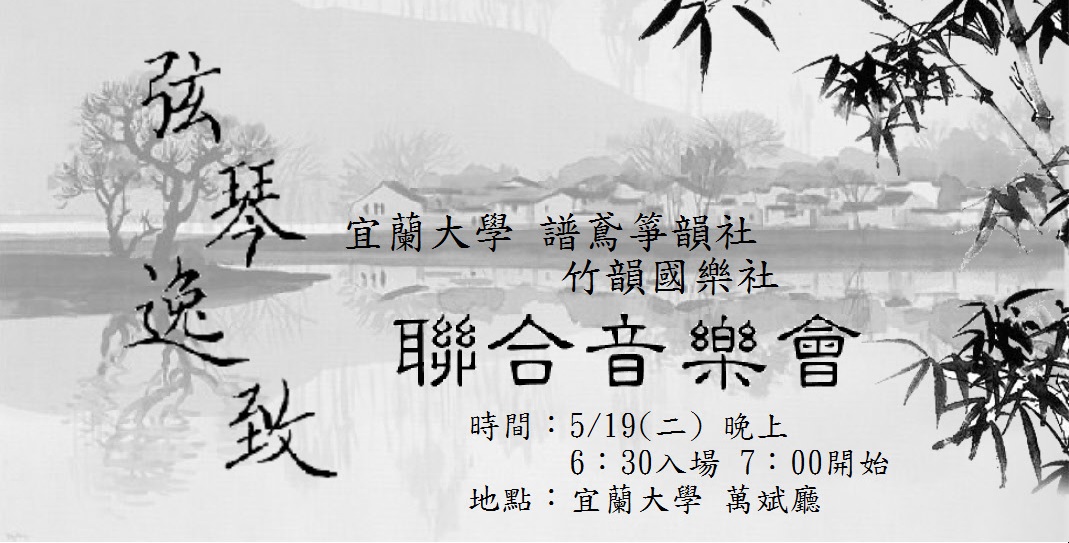 弦琴逸致
宜蘭大學 譜鳶箏韻社
竹韻國樂社
聯合音樂會
時間：5/19(二) 晚上
6：30入場 7：00開始
地點：宜蘭大學 萬斌廳